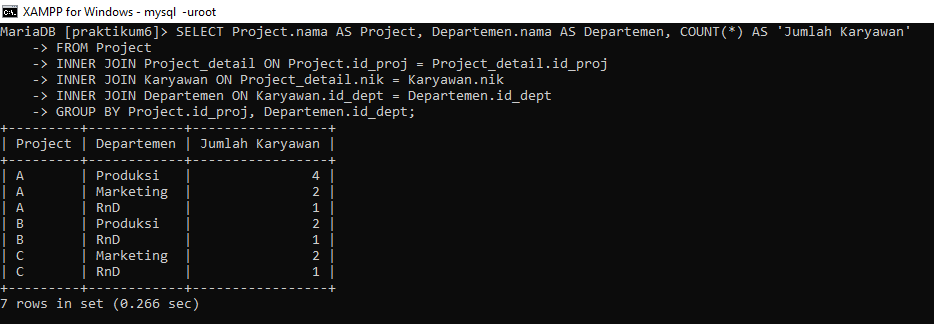 XAMPP for Windows - mysql  -uroot
MariaDB [praktikum6]> SELECT Project.nama AS Project, Departemen.nama AS Departemen, COUNT(*) AS 'Jumlah Karyawan'
    -> FROM Project
    -> INNER JOIN Project_detail ON Project.id_proj = Project_detail.id_proj
    -> INNER JOIN Karyawan ON Project_detail.nik = Karyawan.nik
    -> INNER JOIN Departemen ON Karyawan.id_dept = Departemen.id_dept
    -> GROUP BY Project.id_proj, Departemen.id_dept;
+---------+------------+-----------------+
| Project | Departemen | Jumlah Karyawan |
+---------+------------+-----------------+
| A       | Produksi   |               4 |
| A       | Marketing  |               2 |
| A       | RnD        |               1 |
| B       | Produksi   |               2 |
| B       | RnD        |               1 |
| C       | Marketing  |               2 |
| C       | RnD        |               1 |
+---------+------------+-----------------+
7 rows in set (0.266 sec)